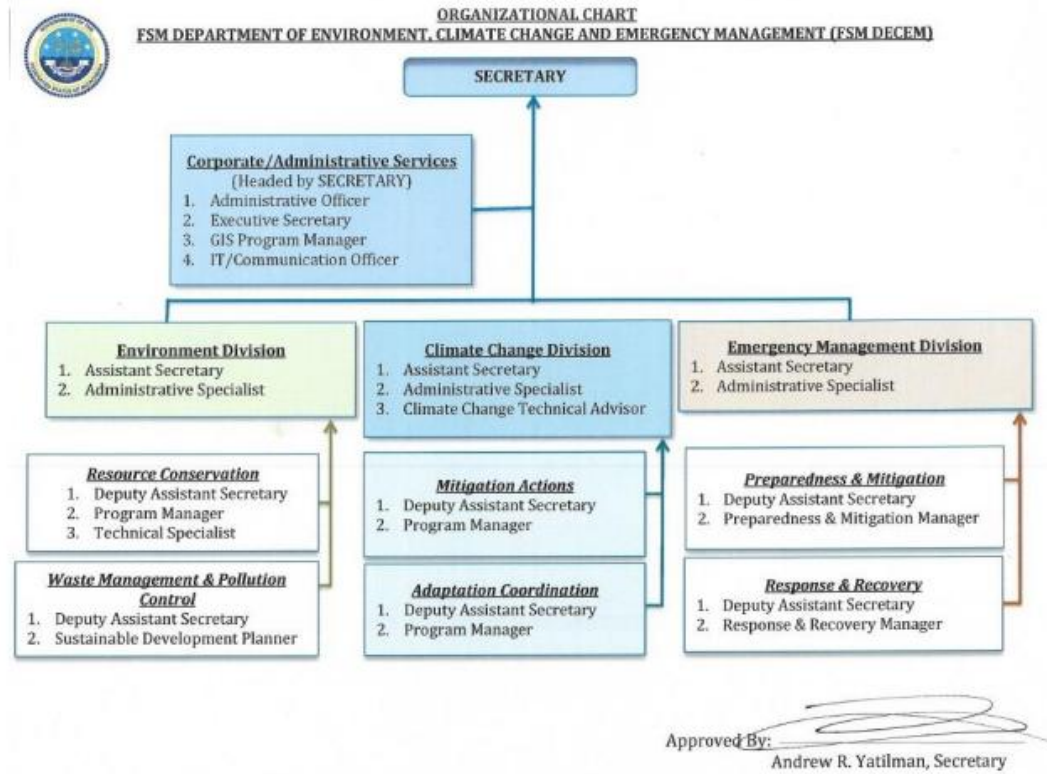 ORGANIZATIONAL CHART
FSM DEPARTMENT OF ENVIRONMENT, CLIMATE CHANGE AND EMERGENCY MANAGEMENT (FSM DECEM)
SECRETARY
Corporate/Administrative Services
(Headed by SECRETARY)
1. Administrative Officer
2. Executive Secretary
3. GIS Program Manager
4. IT/Communication Officer
Environment Division
1. Assistant Secretary
2. Administrative Specialist
Climate Change Division
1. Assistant Secretary
2. Administrative Specialist
3. Climate Change Technical Advisor
Emergency Management Division
1. Assistant Secretary
2. Administrative Specialist
Resource Conservation
1. Deputy Assistant Secretary
2. Program Manager
3. Technical Specialist
Mitigation Actions
1. Deputy Assistant Secretary
2. Program Manager
Preparedness & Mitigation
1. Deputy Assistant Secretary
2. Preparedness & Mitigation Manager
Waste Management & Pollution
Control
1. Deputy Assistant Secretary
2. Sustainable Development Planner
Adaptation Coordination
1. Deputy Assistant Secretary
2. Program Manager
Response & Recovery
1. Deputy Assistant Secretary
2. Response & Recovery Manager
Approved By:
Andrew R. Yatilman, Secretary